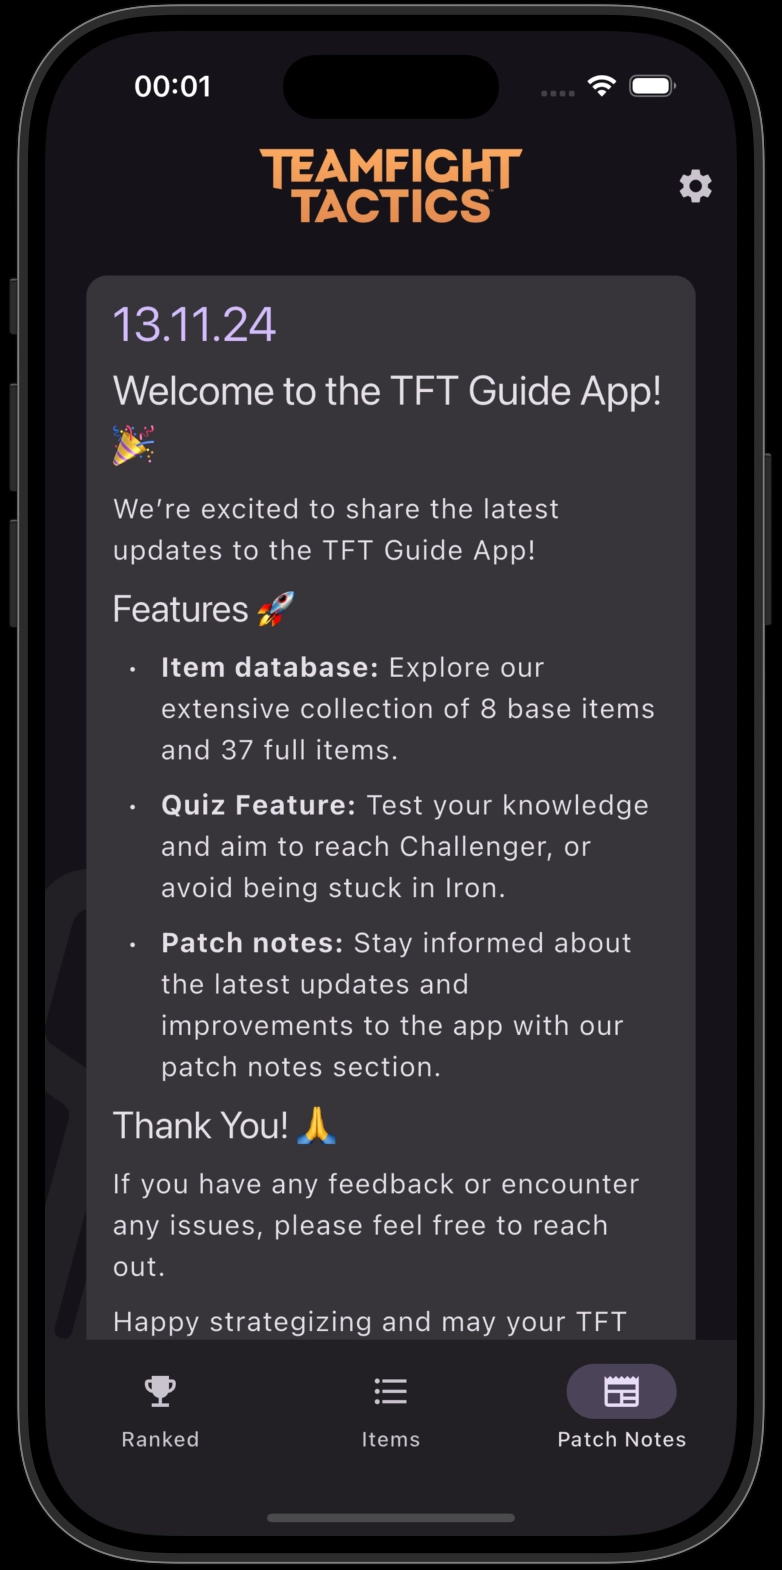 00:01
TEAMFIGHT
TACTICS™
13.11.24
Welcome to the TFT Guide App!
🎉
We’re excited to share the latest
updates to the TFT Guide App!
Features 🚀
• Item database: Explore our
extensive collection of 8 base items
and 37 full items.
• Quiz Feature: Test your knowledge
and aim to reach Challenger, or
avoid being stuck in Iron.
• Patch notes: Stay informed about
the latest updates and
improvements to the app with our
patch notes section.
Thank You! 🙏
If you have any feedback or encounter
any issues, please feel free to reach
out.
Happy strategizing and may your TFT
Ranked
Items
Patch Notes